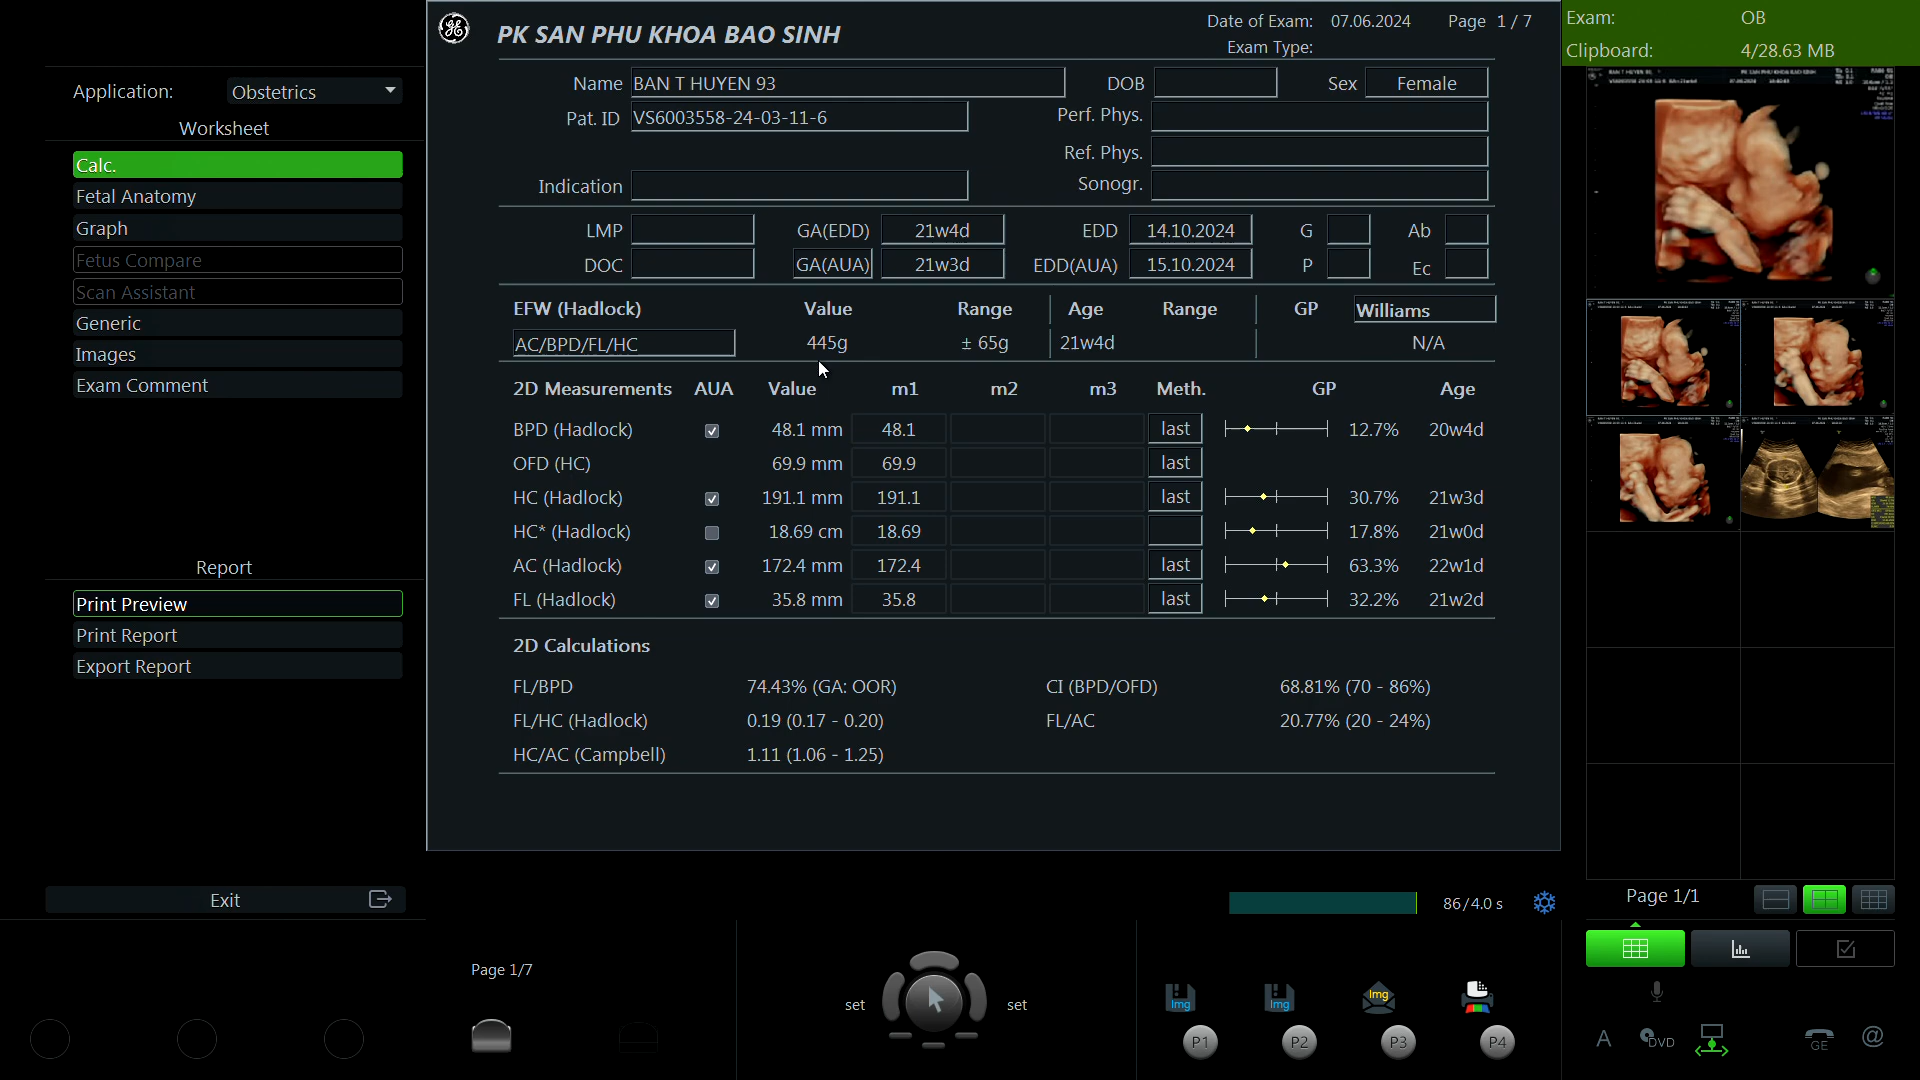 PK SAN PHU KHOA BAO SINH
Date of Exam: 07.06.2024 Page 1 / 7
Exam Type:
Exam: OB
Clipboard: 4/28.63 MB
Application: Obstetrics
Worksheet
Calc.
Fetal Anatomy
Graph
Fetus Compare
Scan Assistant
Generic
Images
Exam Comment
Report
Print Preview
Print Report
Export Report
Exit
Name BAN T HUYEN 93 DOB Sex Female
Pat. ID VS6003558-24-03-11-6 Perf. Phys.
Ref. Phys.
Indication Sonogr.
LMP GA(EDD) 21w4d EDD 14.10.2024 G Ab
DOC GA(AUA) 21w3d EDD(AUA) 15.10.2024 P Ec
EFW (Hadlock) Value Range Age Range GP Williams
AC/BPD/FL/HC 445g ± 65g 21w4d N/A
2D Measurements AUA Value m1 m2 m3 Meth. GP Age
BPD (Hadlock) 48.1 mm 48.1 last 12.7% 20w4d
OFD (HC) 69.9 mm 69.9 last
HC (Hadlock) 191.1 mm 191.1 last 30.7% 21w3d
HC* (Hadlock) 18.69 cm 18.69 17.8% 21w0d
AC (Hadlock) 172.4 mm 172.4 last 63.3% 22w1d
FL (Hadlock) 35.8 mm 35.8 last 32.2% 21w2d
2D Calculations
FL/BPD 74.43% (GA: OOR) CI (BPD/OFD) 68.81% (70 - 86%)
FL/HC (Hadlock) 0.19 (0.17 - 0.20) FL/AC 20.77% (20 - 24%)
HC/AC (Campbell) 1.11 (1.06 - 1.25)
86/4.0 s
Page 1/1
Page 1/7
set set
Img Img Img
P1 P2 P3 P4
A DVD GE @